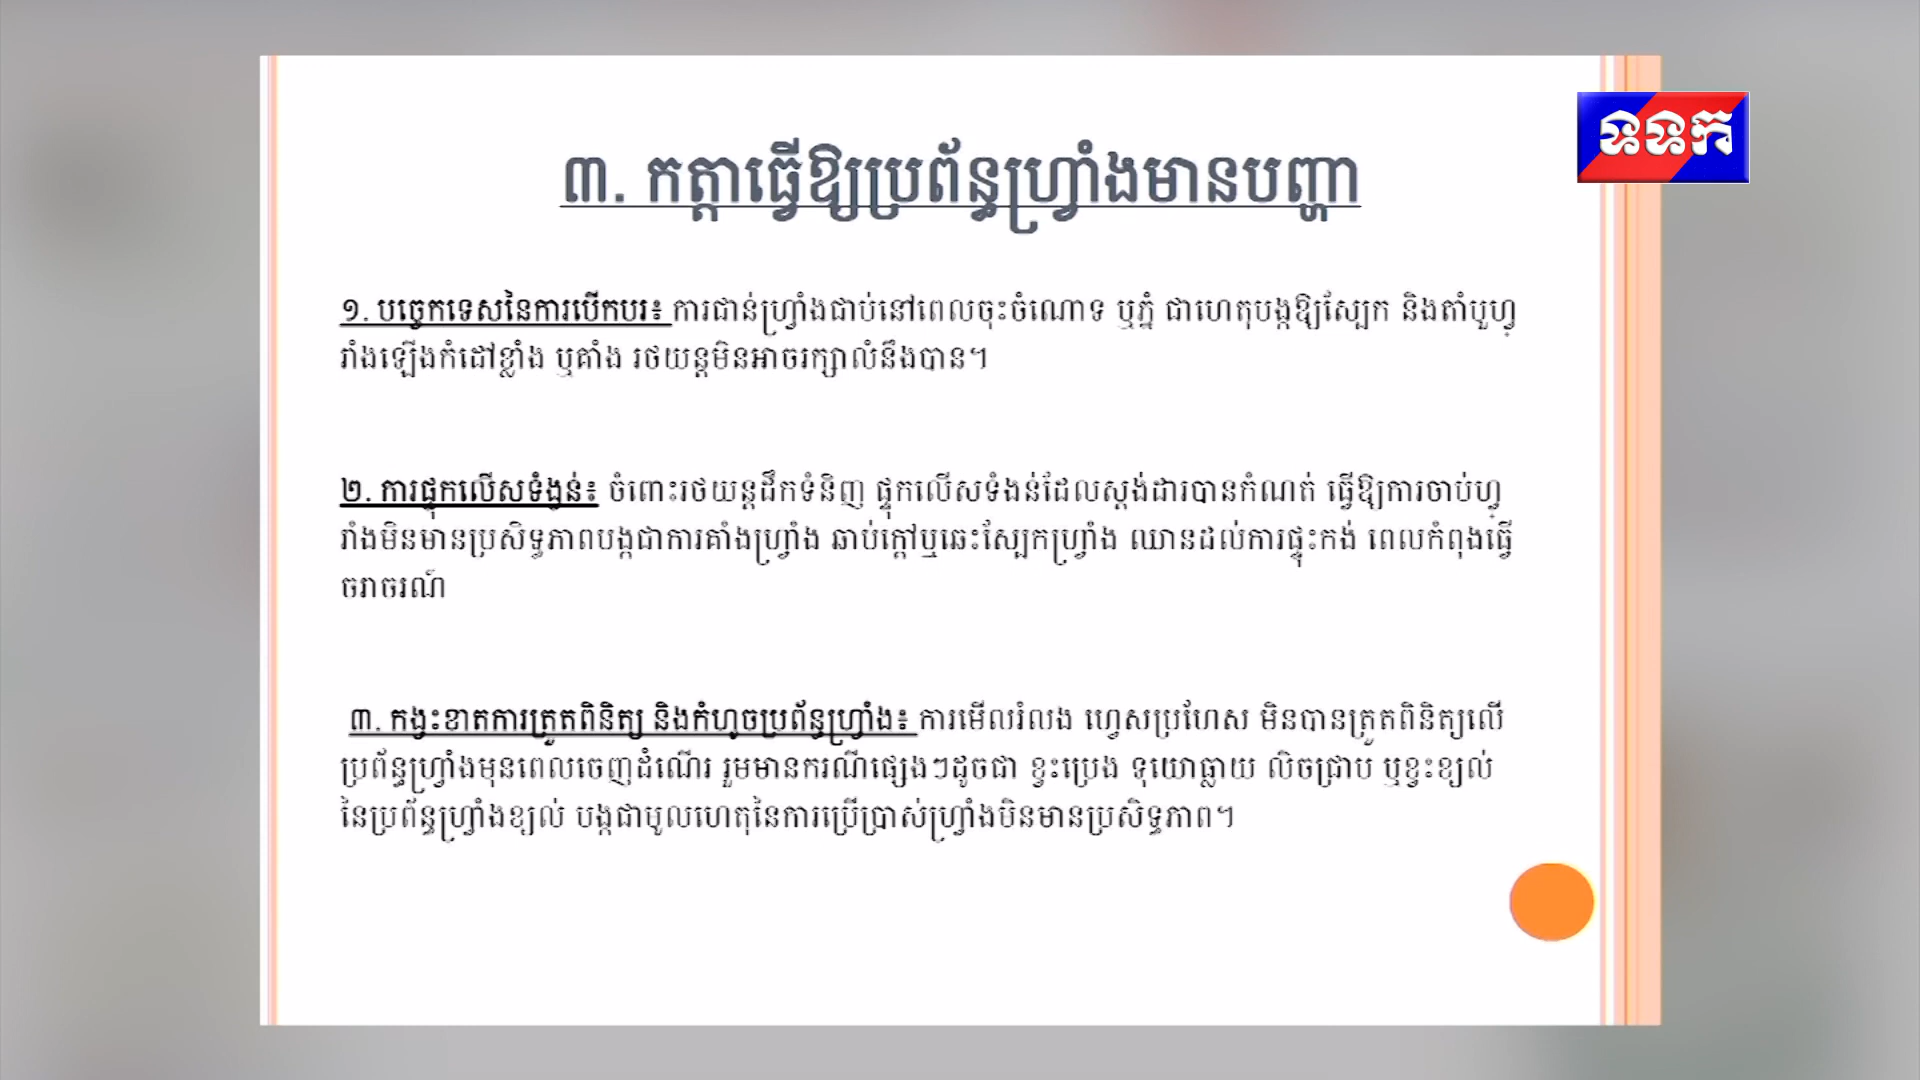 ទទក
៣. កត្តាធ្វើឱ្យប្រព័ន្ធហ្វ្រាំងមានបញ្ហា
១. បច្ចេកទេសនៃការបើកបរ៖ ការជាន់ហ្វ្រាំងជាប់នៅពេលចុះចំណោទ ឬភ្នំ ជាហេតុបង្កឱ្យស្បែក និងតាំបួហ្វ
រាំងឡើងកំដៅខ្លាំង ឬគាំង រថយន្តមិនអាចរក្សាលំនឹងបាន។
២. ការផ្ទុកលើសទំងន់៖ ចំពោះរថយន្តដឹកទំនិញ ផ្ទុកលើសទំងន់ដែលស្តង់ដារបានកំណត់ ធ្វើឱ្យការចាប់ហ្វ
រាំងមិនមានប្រសិទ្ធភាពបង្កជាការគាំងហ្វ្រាំង ឆាប់ក្តៅឬឆេះស្បែកហ្វ្រាំង ឈានដល់ការផ្ទុះកង់ ពេលកំពុងធ្វើ
ចរាចរណ៍
៣. កង្វះខាតការត្រួតពិនិត្យ និងកំហូចប្រព័ន្ធហ្វ្រាំង៖ ការមើលរំលង ធ្វេសប្រហែស មិនបានត្រួតពិនិត្យលើ
ប្រព័ន្ធហ្វ្រាំងមុនពេលចេញដំណើរ រួមមានករណីផ្សេងៗដូចជា ខ្វះប្រេង ទុយោធ្លាយ លិចជ្រាប ឬខ្វះខ្យល់
នៃប្រព័ន្ធហ្វ្រាំងខ្យល់ បង្កជាមូលហេតុនៃការប្រើប្រាស់ហ្វ្រាំងមិនមានប្រសិទ្ធភាព។